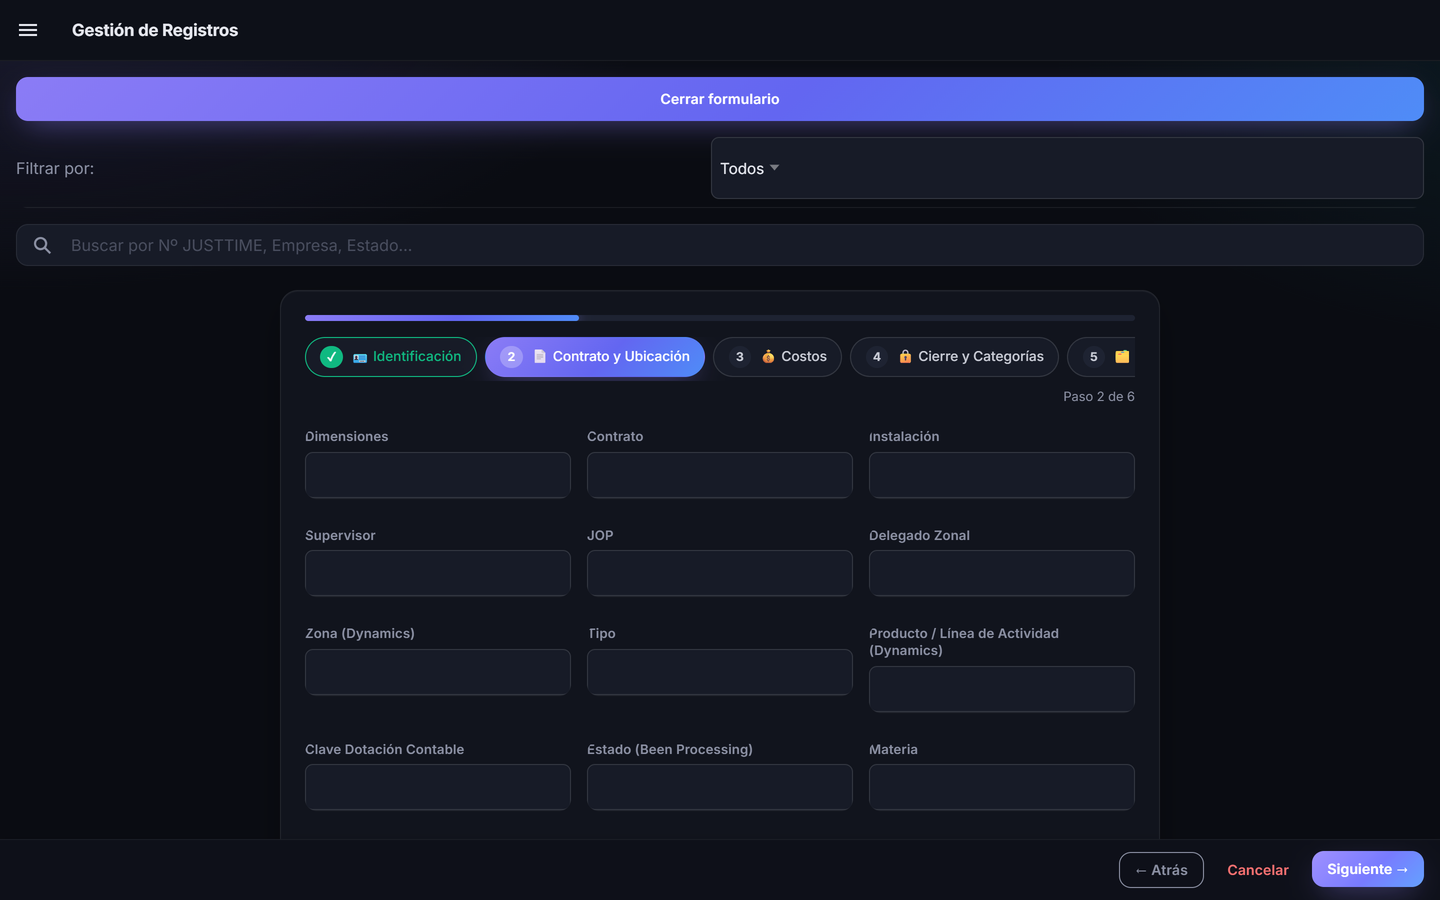 Gestión de Registros
Cerrar formulario
Filtrar por:
Todos
Buscar por Nº JUSTTIME, Empresa, Estado...
Identificación
2 Contrato y Ubicación
3 Costos
4 Cierre y Categorías
5
Paso 2 de 6
Dimensiones
Contrato
Instalación
Supervisor
JOP
Delegado Zonal
Zona (Dynamics)
Tipo
Producto / Línea de Actividad
(Dynamics)
Clave Dotación Contable
Estado (Been Processing)
Materia
← Atrás
Cancelar
Siguiente →